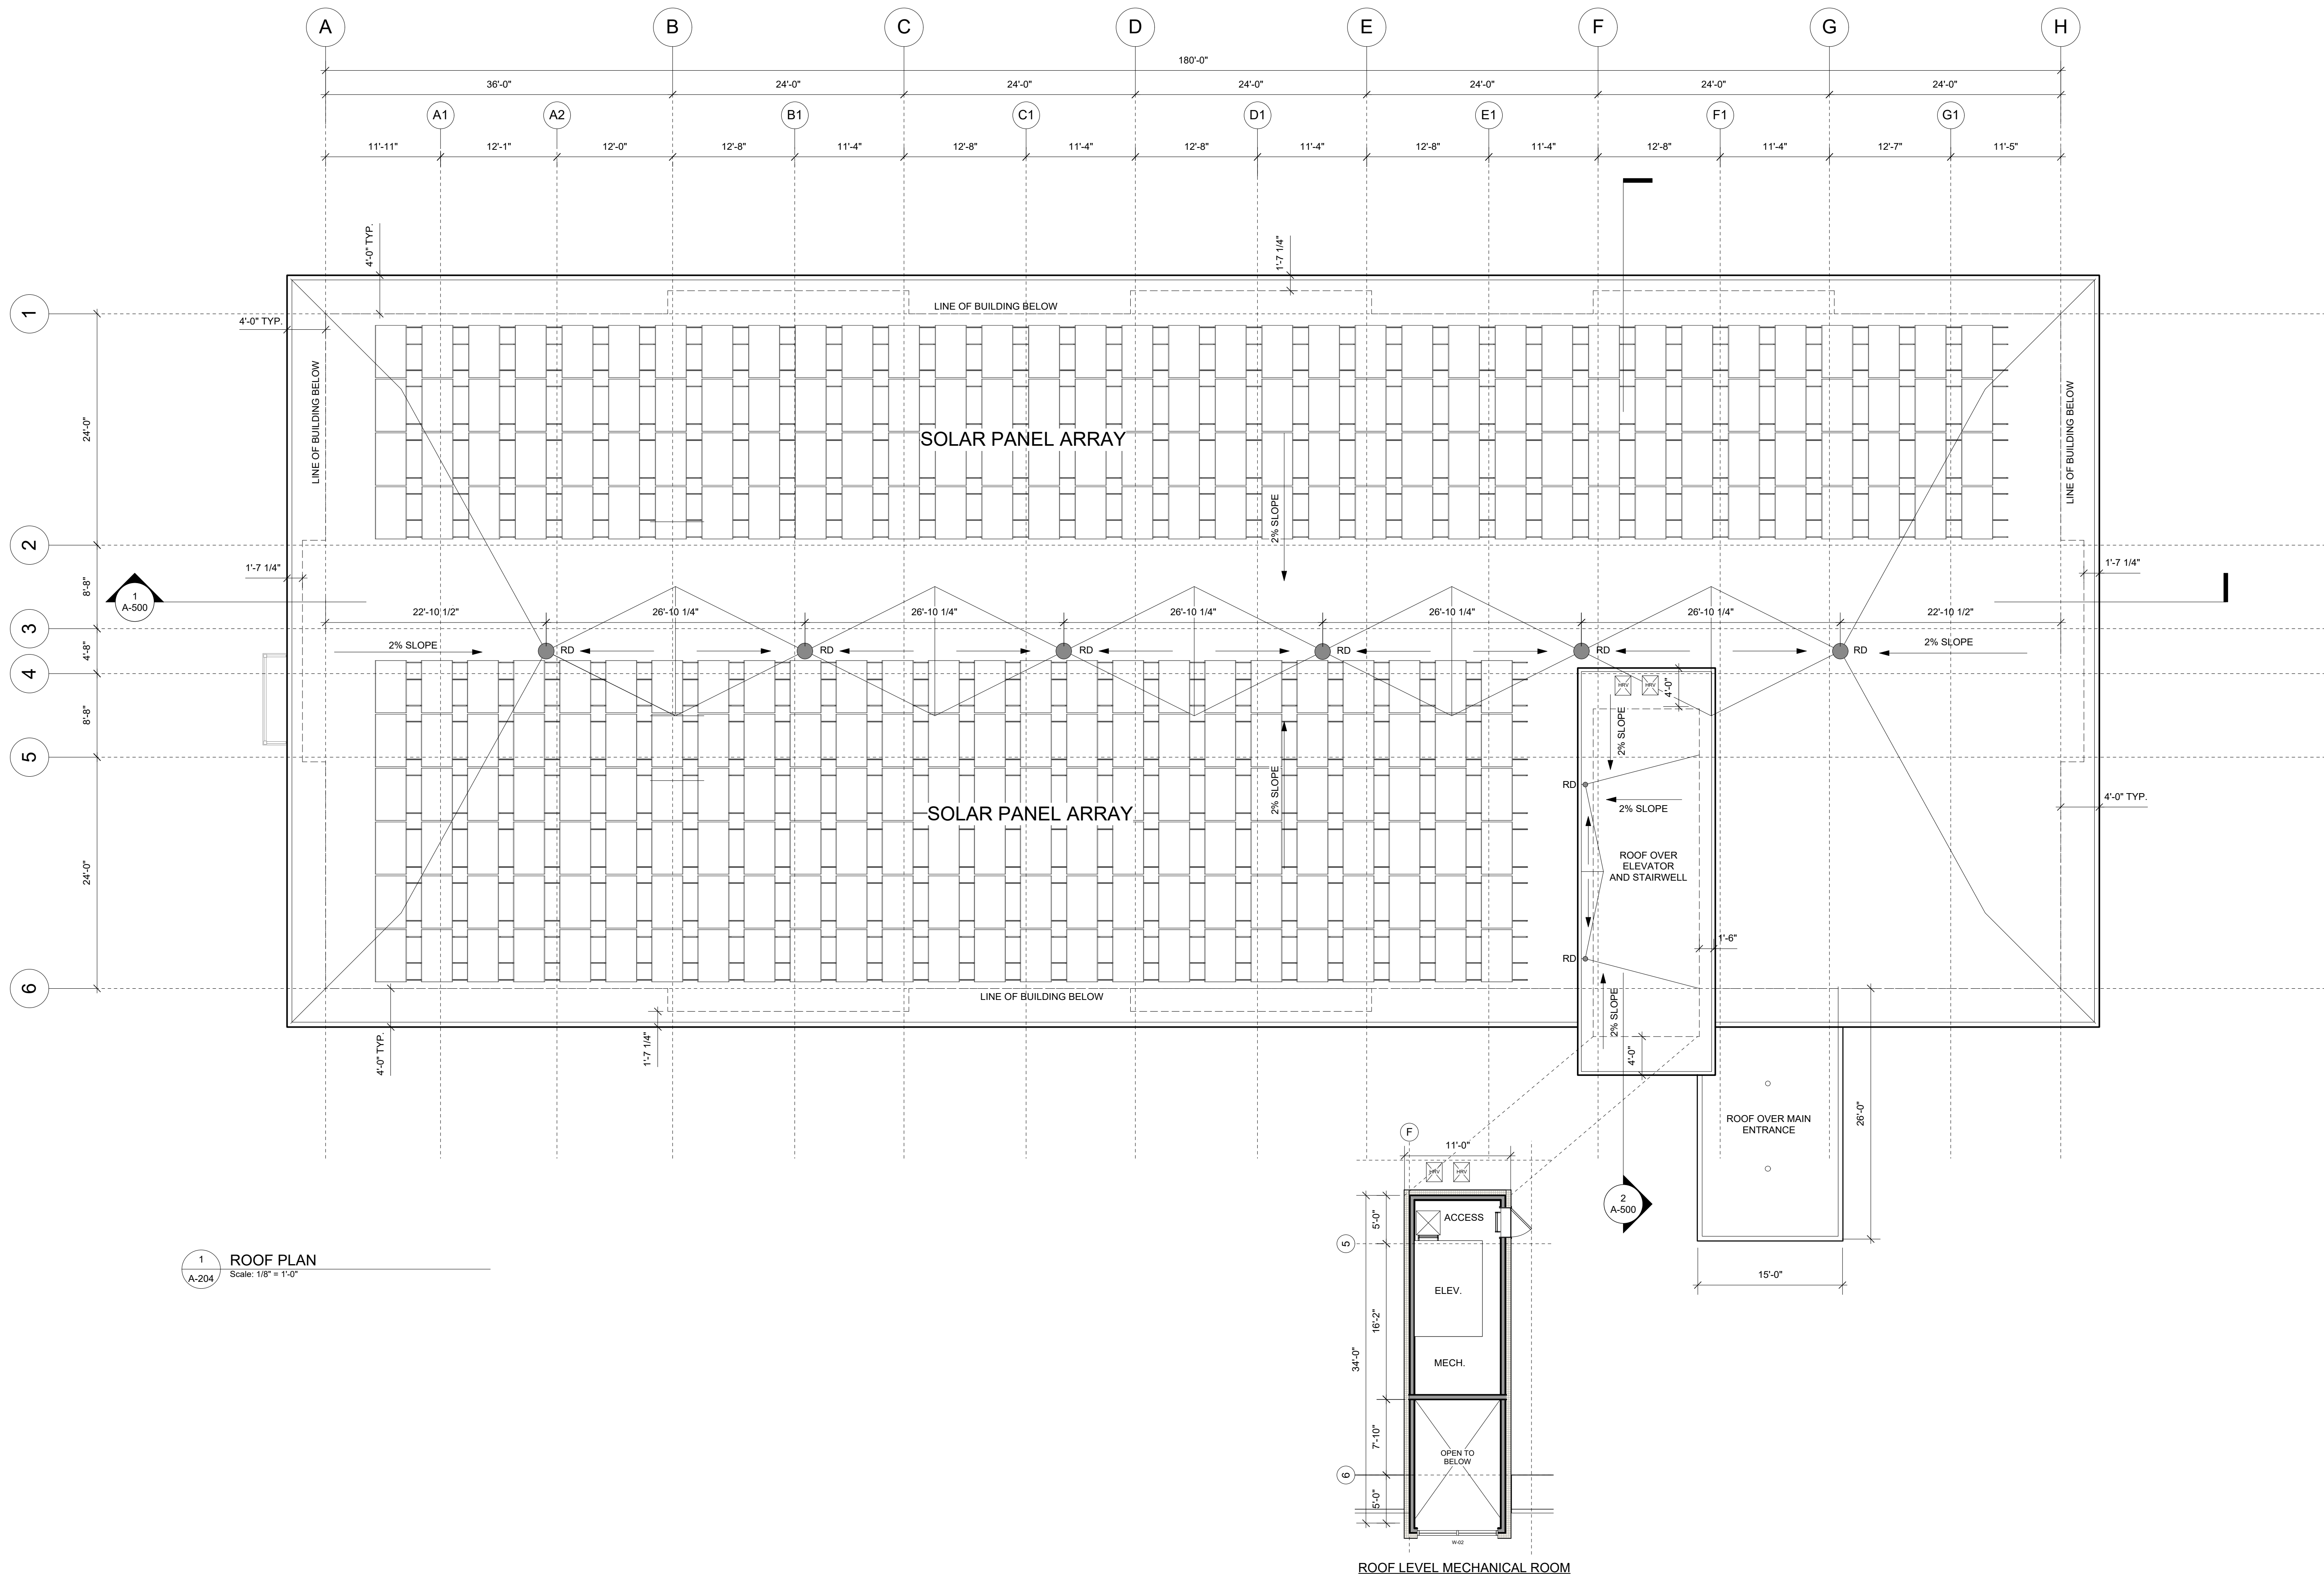 A
B
C
D
E
F
G
H
180'-0"
36'-0"
24'-0"
24'-0"
24'-0"
24'-0"
24'-0"
24'-0"
A1
A2
B1
C1
D1
E1
F1
G1
11'-11"
12'-1"
12'-0"
12'-8"
11'-4"
12'-8"
11'-4"
12'-8"
11'-4"
12'-8"
11'-4"
12'-8"
11'-4"
12'-7"
11'-5"
4'-0" TYP.
1'-7 1/4"
LINE OF BUILDING BELOW
1
4'-0" TYP.
LINE OF BUILDING BELOW
LINE OF BUILDING BELOW
24'-0"
SOLAR PANEL ARRAY
2% SLOPE
2
1'-7 1/4"
1'-7 1/4"
8'-8"
1
A-500
22'-10 1/2"
26'-10 1/4"
26'-10 1/4"
26'-10 1/4"
26'-10 1/4"
26'-10 1/4"
22'-10 1/2"
3
2% SLOPE
RD
RD
RD
RD
RD
RD
2% SLOPE
4'-8"
4
HRV
HRV
4'-0"
8'-8"
2% SLOPE
5
RD
2% SLOPE
2% SLOPE
4'-0" TYP.
SOLAR PANEL ARRAY
24'-0"
ROOF OVER
ELEVATOR
AND STAIRWELL
1'-6"
RD
6
LINE OF BUILDING BELOW
2% SLOPE
4'-0" TYP.
1'-7 1/4"
4'-0"
26'-0"
ROOF OVER MAIN
ENTRANCE
F
11'-0"
HRV
HRV
2
A-500
5'-0"
ACCESS
5
15'-0"
1
A-204
ROOF PLAN
Scale: 1/8" = 1'-0"
ELEV.
16'-2"
34'-0"
MECH.
7'-10"
OPEN TO
BELOW
6
5'-0"
W-02
ROOF LEVEL MECHANICAL ROOM